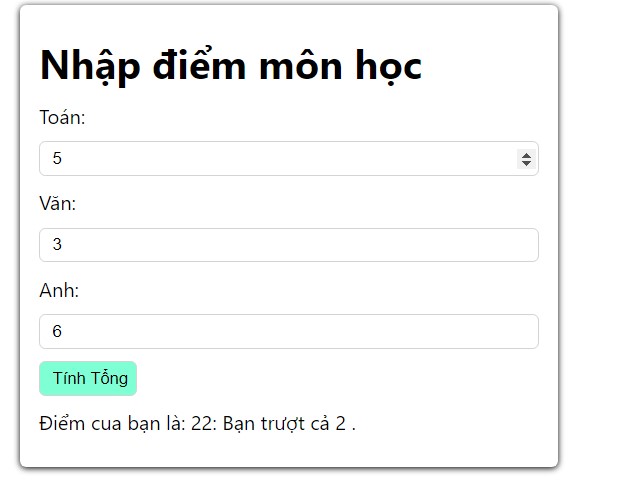 Nhập điểm môn học
Toán:
5
Văn:
3
Anh:
6
Tính Tổng
Điểm cua bạn là: 22: Bạn trượt cả 2 .